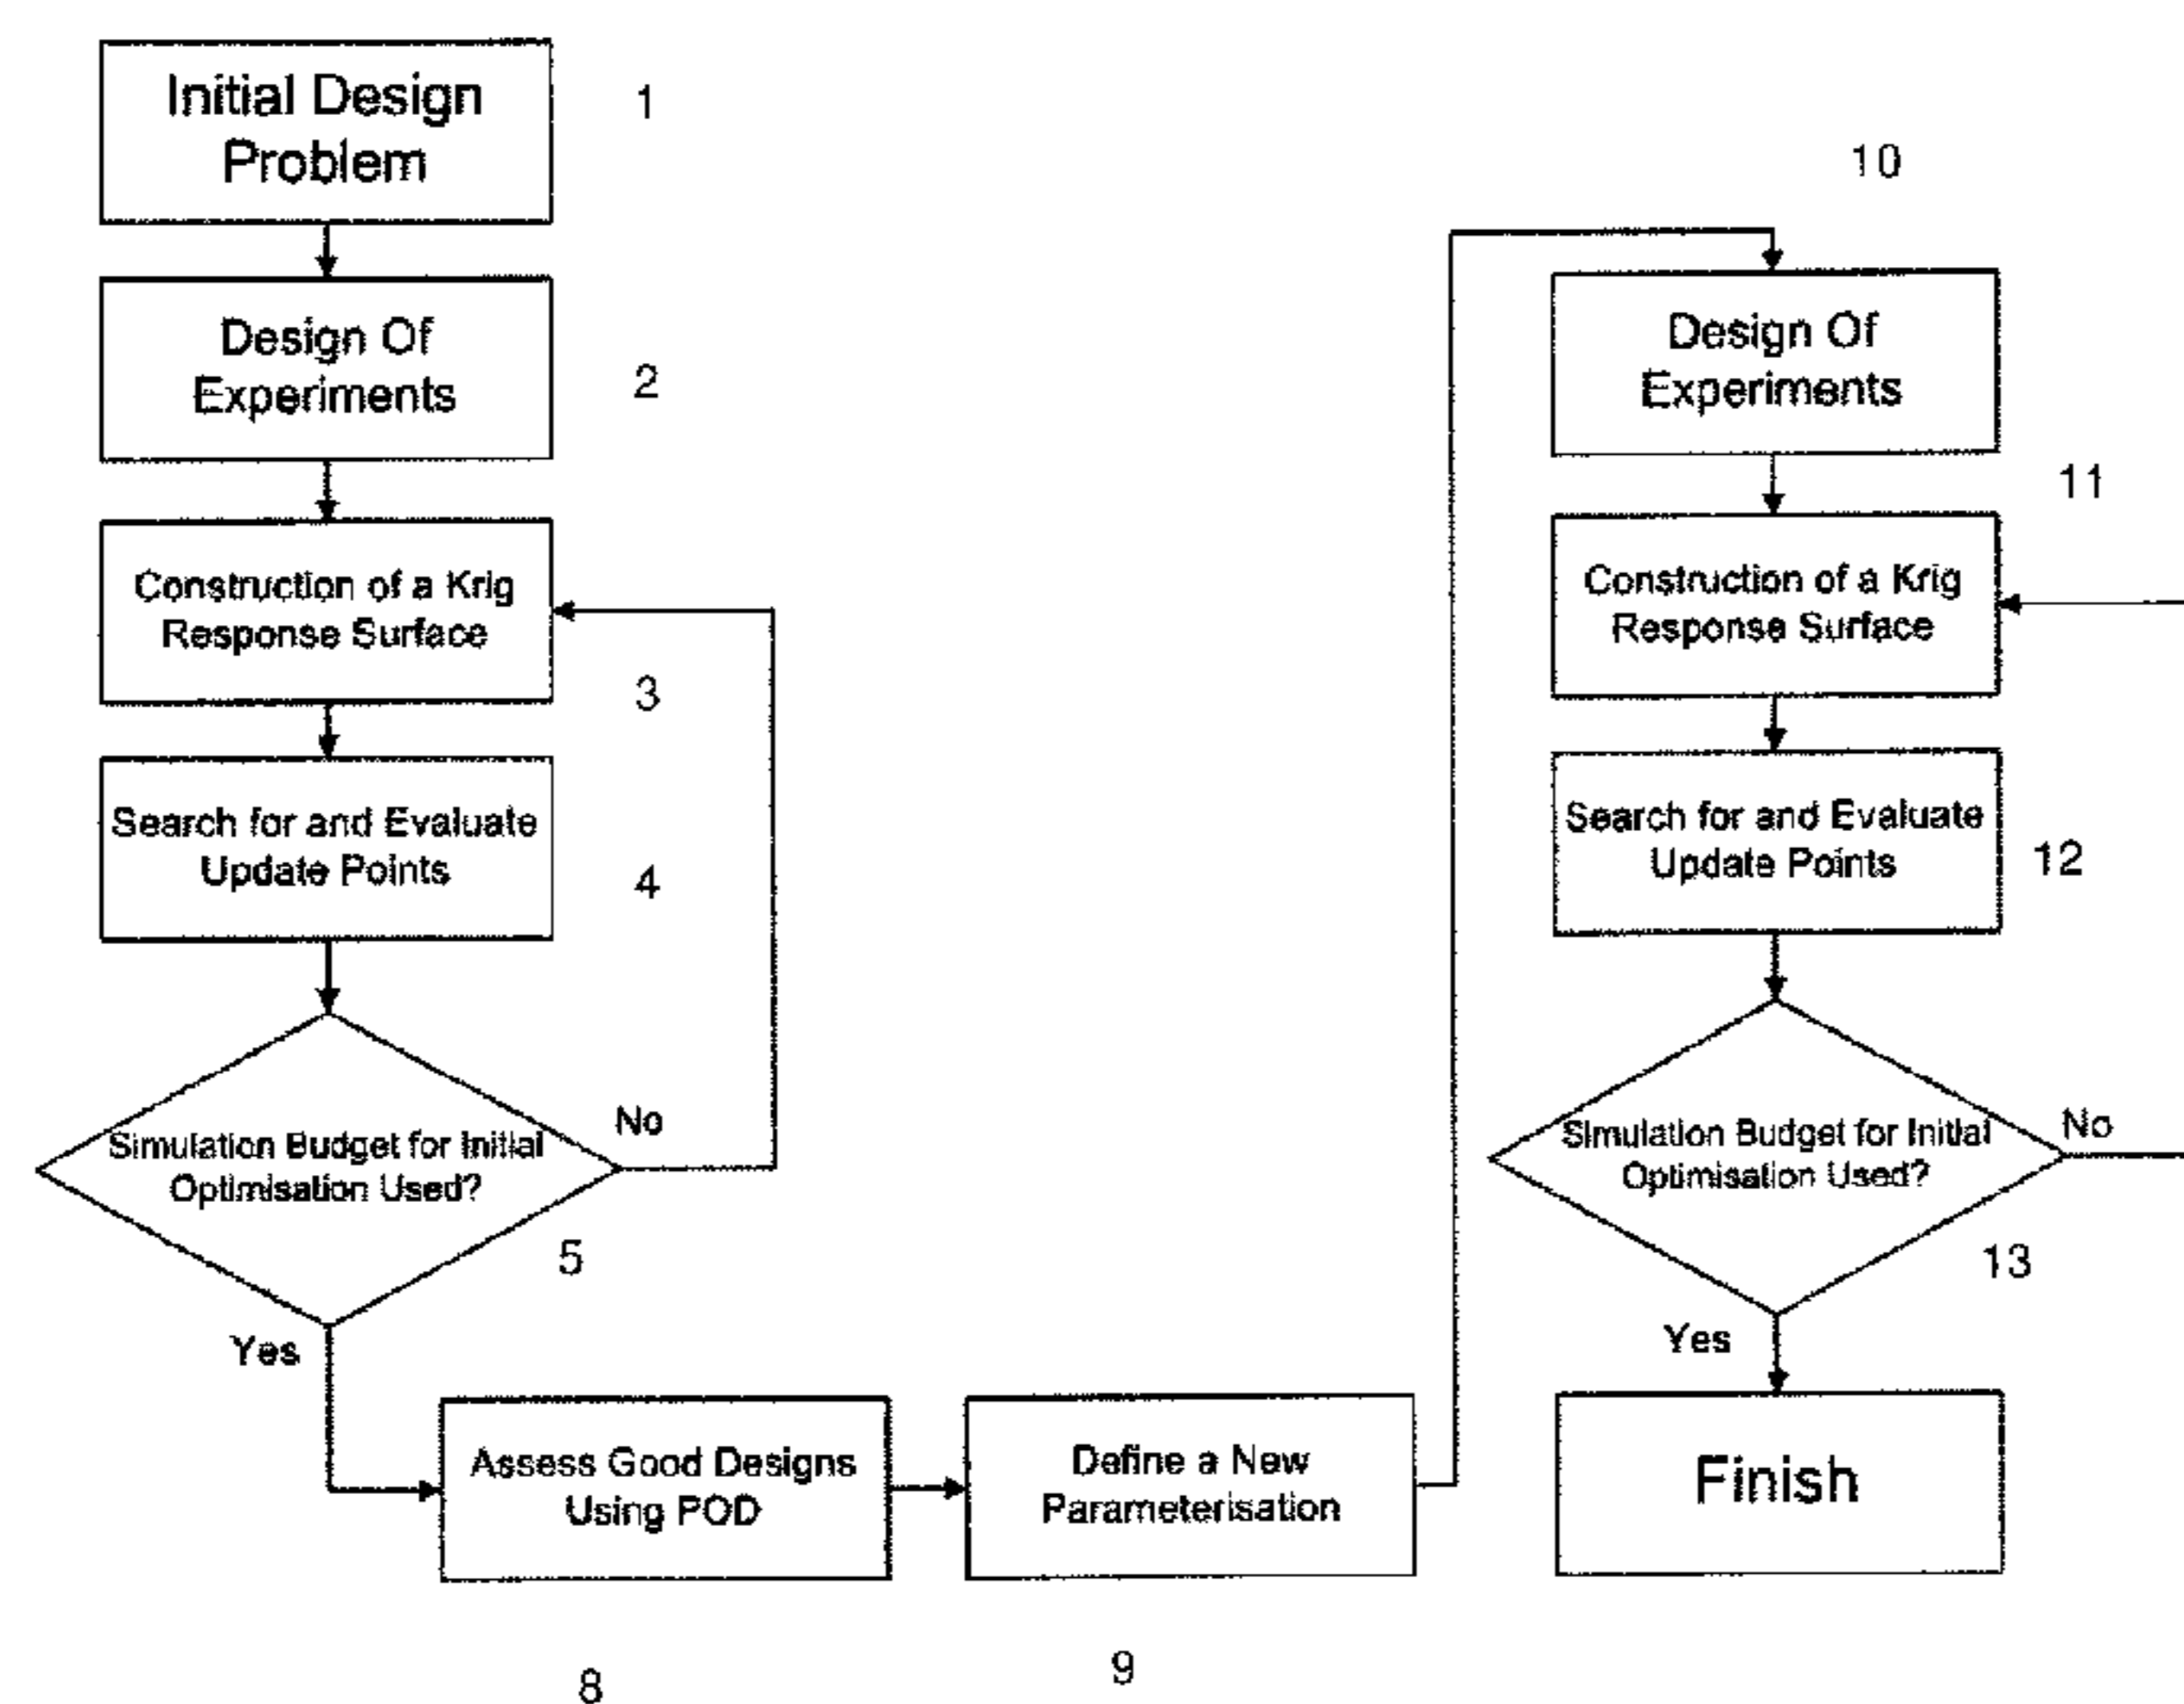 Initial Design
Problem
1
Design Of
Experiments
2
Construction of a Krig
Response Surface
3
Search for and Evaluate
Update Points
4
Simulation Budget for Initial
Optimisation Used?
No
5
Yes
Assess Good Designs
Using POD
8
Define a New
Parameterisation
9
10
Design Of
Experiments
11
Construction of a Krig
Response Surface
Search for and Evaluate
Update Points
12
Simulation Budget for Initial
Optimisation Used?
No
13
Yes
Finish